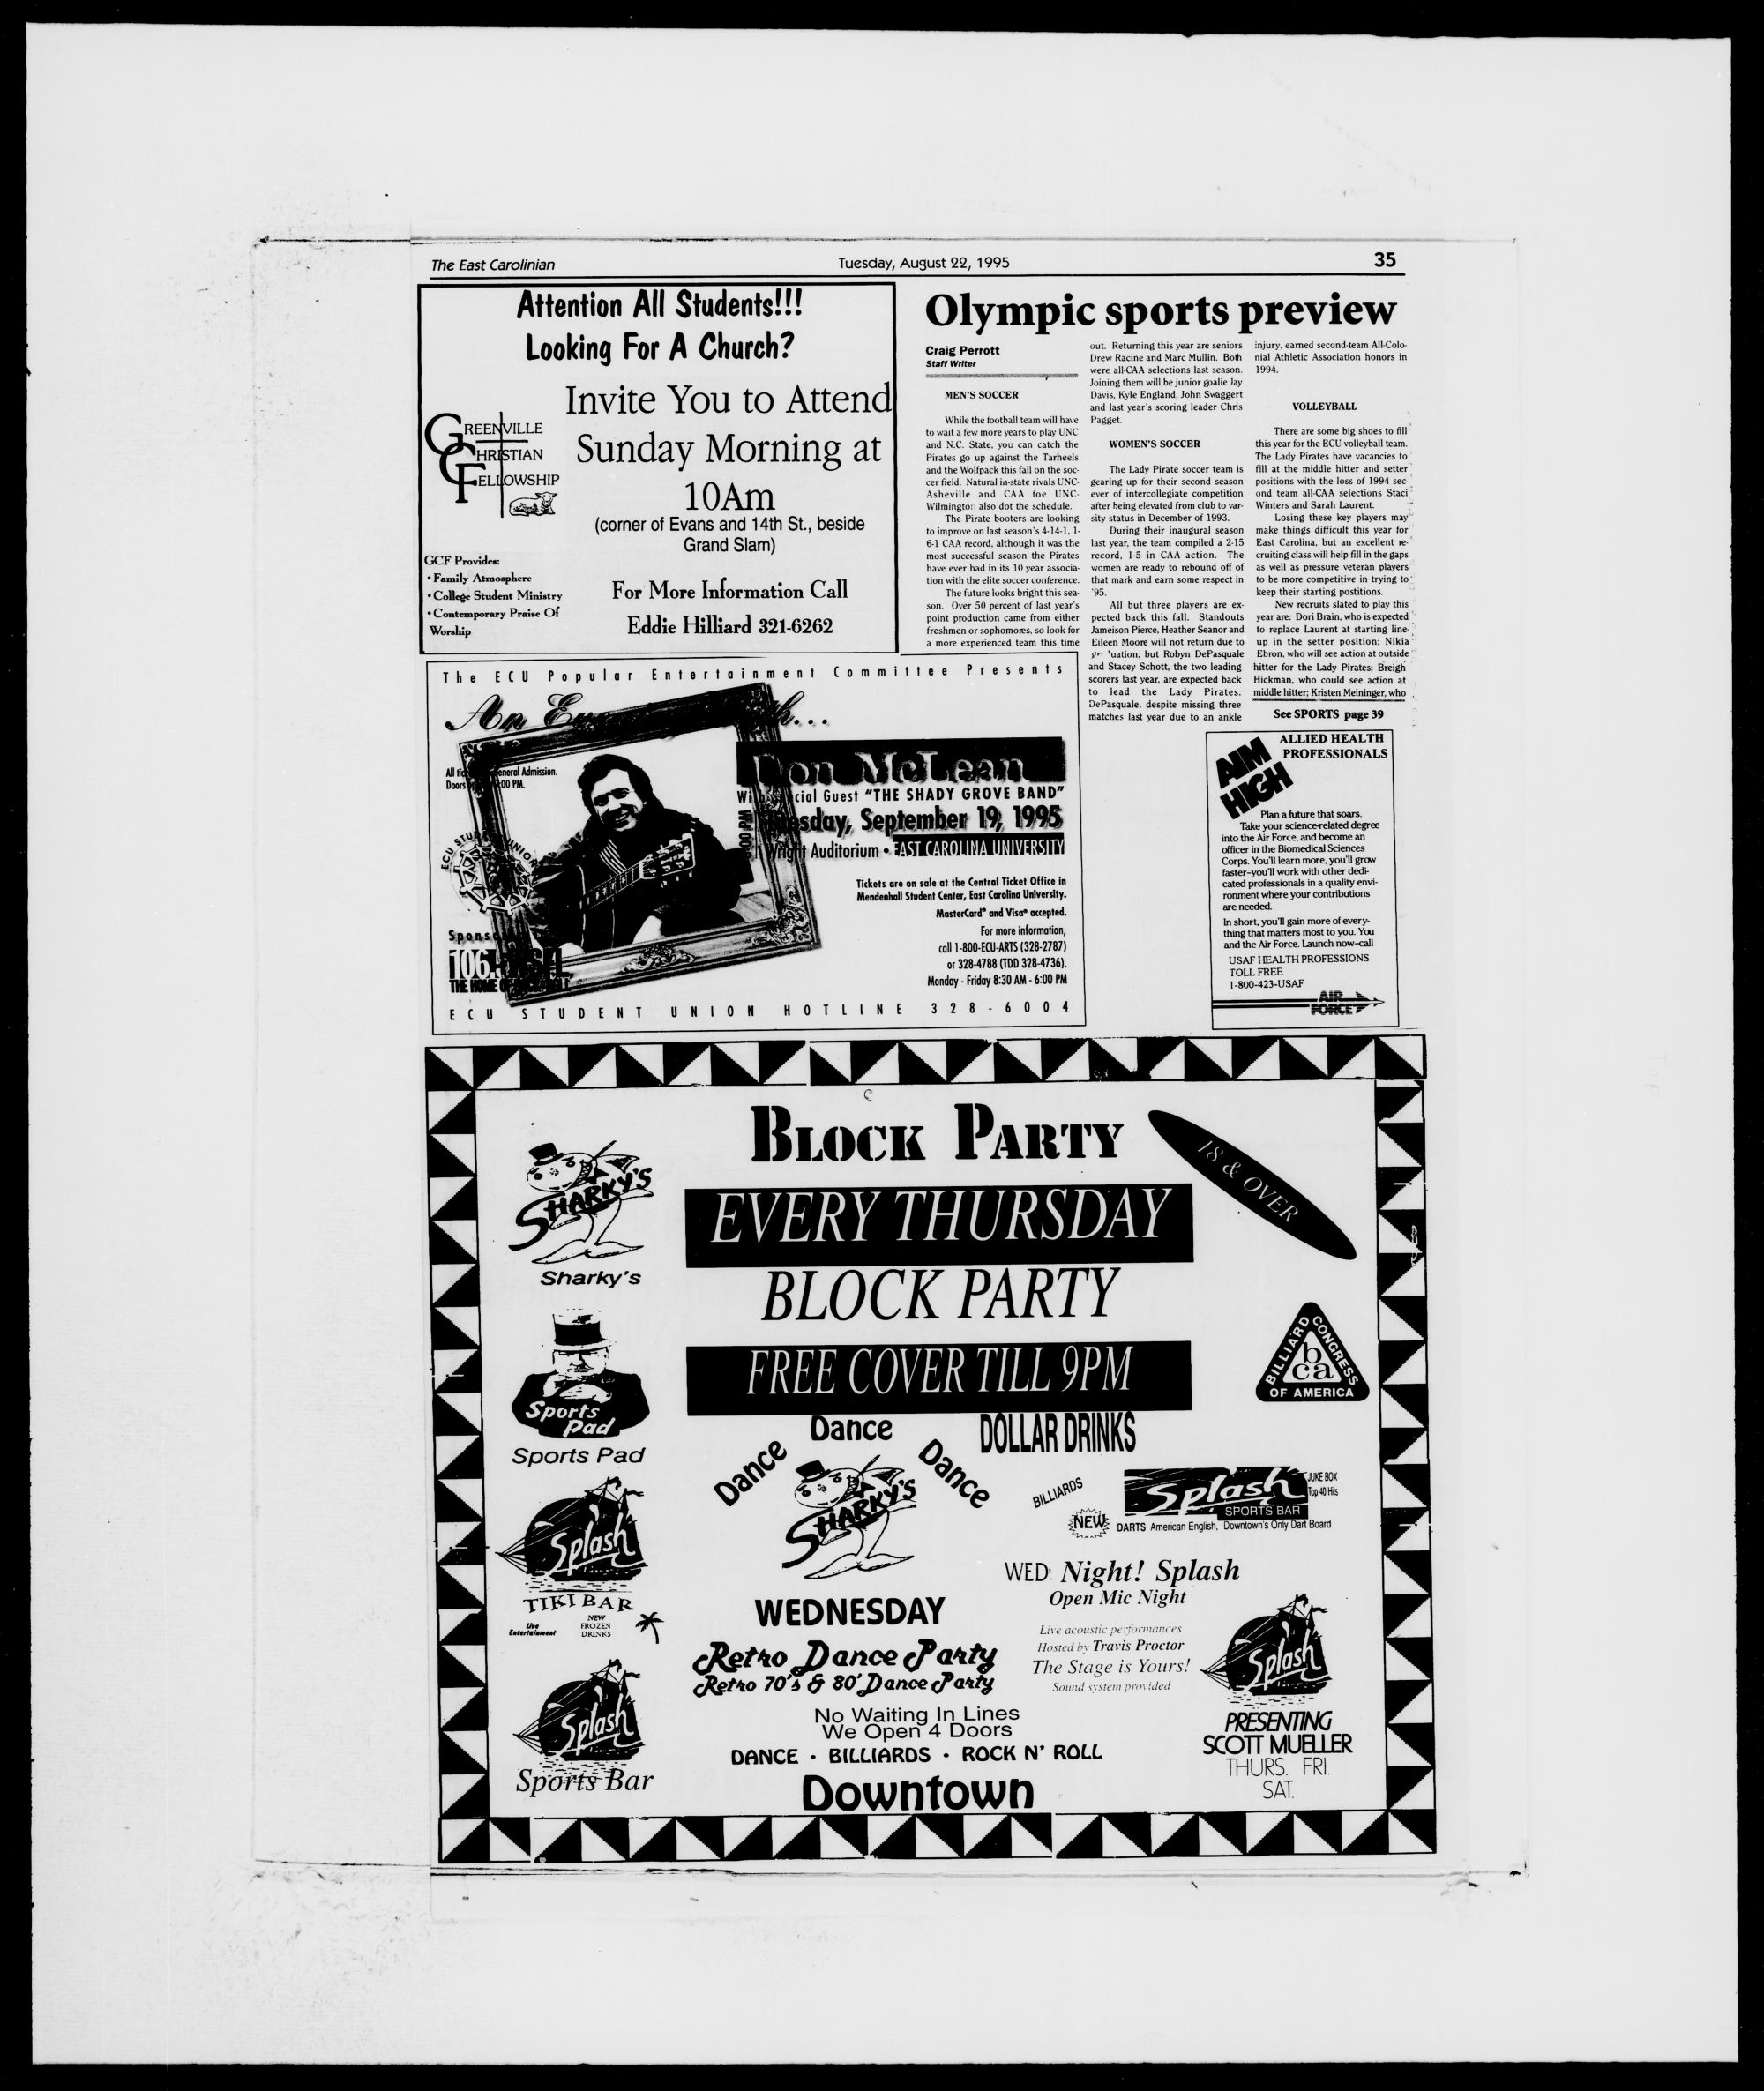 The East Carolinian
Tuesday, August 22, 1995
35
Attention All Students!!!
Looking For A Church?
GREENVILLE
CHRISTIAN
FELLOWSHIP
Invite You to Attend
Sunday Morning at
10Am
(corner of Evans and 14th St., beside
Grand Slam)
GCF Provides:
• Family Atmosphere
• College Student Ministry
• Contemporary Praise Of
Worship
For More Information Call
Eddie Hilliard 321-6262
Olympic sports preview
Craig Perrott
Staff Writer
MEN'S SOCCER
While the football team will have
to wait a few more years to play UNC
and N.C. State, you can catch the
Pirates go up against the Tarheels
and the Wolfpack this fall on the soc-
cer field. Natural in-state rivals UNC-
Asheville and CAA foe UNC-
Wilmington also dot the schedule.
The Pirate booters are looking
to improve on last season's 4-14-1, 1-
6-1 CAA record, although it was the
most successful season the Pirates
have ever had in its 10 year associa-
tion with the elite soccer conference.
The future looks bright this sea-
son. Over 50 percent of last year's
point production came from either
freshmen or sophomores, so look for
a more experienced team this time
out. Returning this year are seniors
Drew Racine and Marc Mullin. Both
were all-CAA selections last season.
Joining them will be junior goalie Jay
Davis, Kyle England, John Swaggert
and last year's scoring leader Chris
Pagget.
WOMEN'S SOCCER
The Lady Pirate soccer team is
gearing up for their second season
ever of intercollegiate competition
after being elevated from club to var-
sity status in December of 1993.
During their inaugural season
last year, the team compiled a 2-15
record, 1-5 in CAA action. The
women are ready to rebound off of
that mark and earn some respect in
'95.
All but three players are ex-
pected back this fall. Standouts
Jameison Pierce, Heather Seanor and
Eileen Moore will not return due to
uation, but Robyn DePasquale
and Stacey Schott, the two leading
scorers last year, are expected back
to lead the Lady Pirates.
DePasquale, despite missing three
matches last year due to an ankle
injury, earned second-team All-Colo-
nial Athletic Association honors in
1994.
VOLLEYBALL
There are some big shoes to fill
this year for the ECU volleyball team.
The Lady Pirates have vacancies to
fill at the middle hitter and setter
positions with the loss of 1994 sec-
ond team all-CAA selections Staci
Winters and Sarah Laurent.
Losing these key players may
make things difficult this year for
East Carolina, but an excellent re-
cruiting class will help fill in the gaps
as well as pressure veteran players
to be more competitive in trying to
keep their starting postitions.
New recruits slated to play this
year are: Dori Brain, who is expected
to replace Laurent at starting line-
up in the setter position; Nikia
Ebron, who will see action at outside
hitter for the Lady Pirates; Breigh
Hickman, who could see action at
middle hitter; Kristen Meininger, who
See SPORTS page 39
The ECU Popular Entertainment Committee Presents
An
All General Admission.
Doors :00 PM.
Don McLean
With Special Guest "THE SHADY GROVE BAND"
Tuesday, September 19, 1995
8:00 PM
Wright Auditorium • EAST CAROLINA UNIVERSITY
ECU STUDENT UNION
Tickets are on sale at the Central Ticket Office in
Mendenhall Student Center, East Carolina University.
MasterCard® and Visa® accepted.
For more information,
call 1-800-ECU-ARTS (328-2787)
or 328-4788 (TDD 328-4736).
Monday - Friday 8:30 AM - 6:00 PM
106.
THE HOME
ECU STUDENT UNION HOTLINE 328-6004
AIM
HIGH
ALLIED HEALTH
PROFESSIONALS
Plan a future that soars.
Take your science-related degree
into the Air Force, and become an
officer in the Biomedical Sciences
Corps. You'll learn more, you'll grow
faster-you'll work with other dedi-
cated professionals in a quality envi-
ronment where your contributions
are needed.
In short, you'll gain more of every-
thing that matters most to you. You
and the Air Force. Launch now-call
USAF HEALTH PROFESSIONS
TOLL FREE
1-800-423-USAF
AIR
FORCE
BLOCK PARTY
18 & OVER
EVERY THURSDAY
BLOCK PARTY
FREE COVER TILL 9PM
SHARKY'S
Sharky's
Sports
Pad
Sports Pad
Splash
TIKI BAR
Live
Entertainment
NEW
FROZEN
DRINKS
Splash
Sports Bar
BILLIARD CONGRESS
bca
OF AMERICA
Dance
Dance
Dance
SHARKY'S
DOLLAR DRINKS
BILLIARDS
Splash
SPORTS BAR
JUKE BOX
Top 40 Hits
NEW
DARTS American English, Downtown's Only Dart Board
WED! Night! Splash
Open Mic Night
Live acoustic performances
Hosted by Travis Proctor
The Stage is Yours!
Sound system provided
WEDNESDAY
Retro Dance Party
Retro 70's & 80' Dance Party
No Waiting In Lines
We Open 4 Doors
DANCE • BILLIARDS • ROCK N' ROLL
Downtown
Splash
PRESENTING
SCOTT MUELLER
THURS. FRI.
SAT.